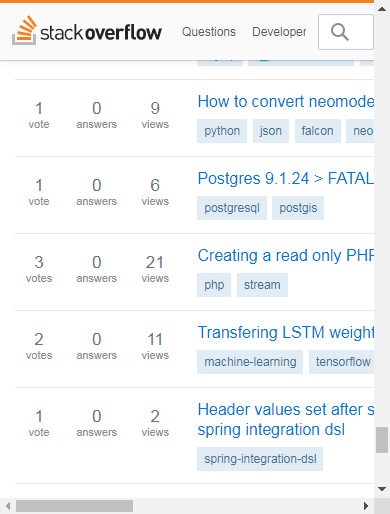 stackoverflow Questions Developer
1 0 9 How to convert neomode
vote answers views
python json falcon neo
1 0 6 Postgres 9.1.24 > FATAL
vote answers views
postgresql postgis
3 0 21 Creating a read only PHP
votes answers views
php stream
2 0 11 Transfering LSTM weight
votes answers views
machine-learning tensorflow
1 0 2 Header values set after s
vote answers views
spring integration dsl
spring-integration-dsl